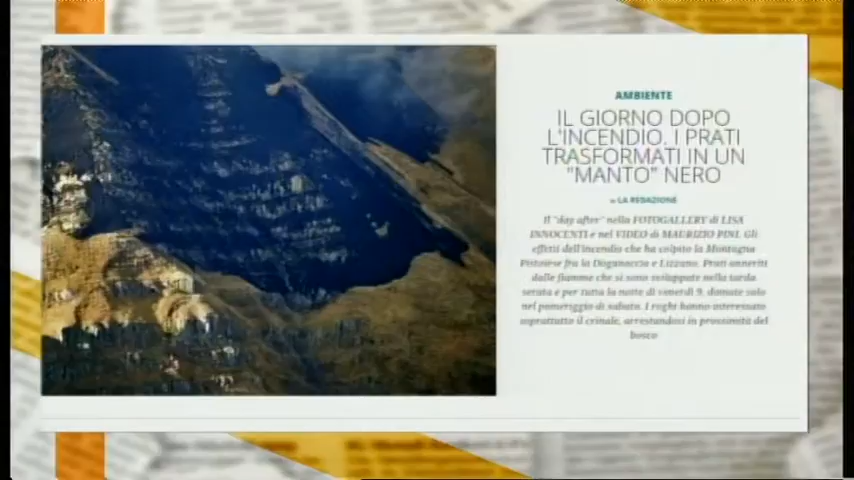 AMBIENTE
IL GIORNO DOPO
L'INCENDIO. I PRATI
TRASFORMATI IN UN
"MANTO" NERO
di LA REDAZIONE
Il "day after" nella FOTOGALLERY di LISA
INNOCENTI e nel VIDEO di MAURIZIO PINI. Gli
effetti dell'incendio che ha colpito la Montagna
Pistoiese fra la Doganaccia e Lizzano. Prati anneriti
dalle fiamme che si sono sviluppate nella tarda
serata e per tutta la notte di venerdì 9, domate solo
nel pomeriggio di sabato. I roghi hanno interessato
soprattutto il crinale, arrestandosi in prossimità del
bosco